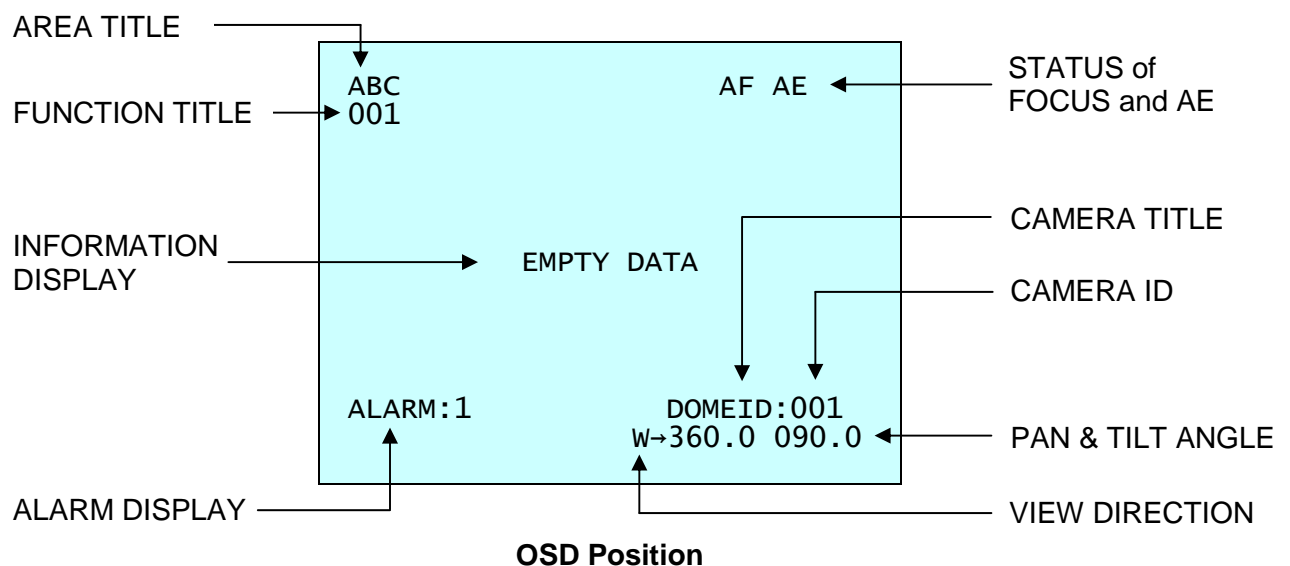 AREA TITLE
ABC
AF AE
STATUS of
FOCUS and AE
FUNCTION TITLE
001
CAMERA TITLE
INFORMATION
DISPLAY
EMPTY DATA
CAMERA ID
ALARM:1
DOMEID:001
W→360.0 090.0
PAN & TILT ANGLE
ALARM DISPLAY
VIEW DIRECTION
OSD Position